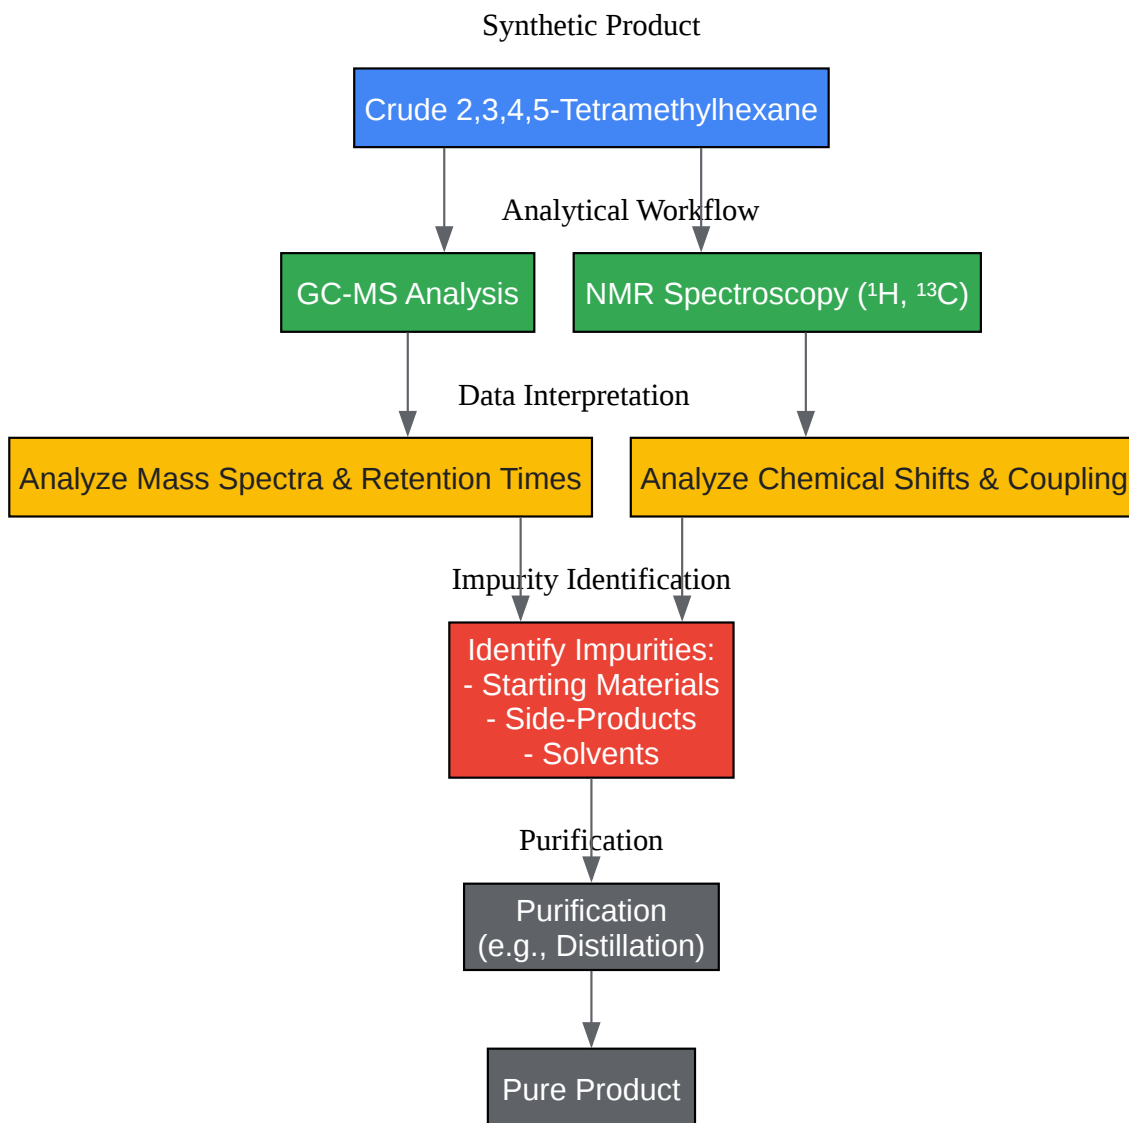 Synthetic Product
Crude 2,3,4,5-Tetramethylhexane
Analytical Workflow
GC-MS Analysis
NMR Spectroscopy (¹H, ¹³C)
Data Interpretation
Analyze Mass Spectra & Retention Times
Analyze Chemical Shifts & Coupling
Impurity Identification
Identify Impurities:
- Starting Materials
- Side-Products
- Solvents
Purification
Purification
(e.g., Distillation)
Pure Product